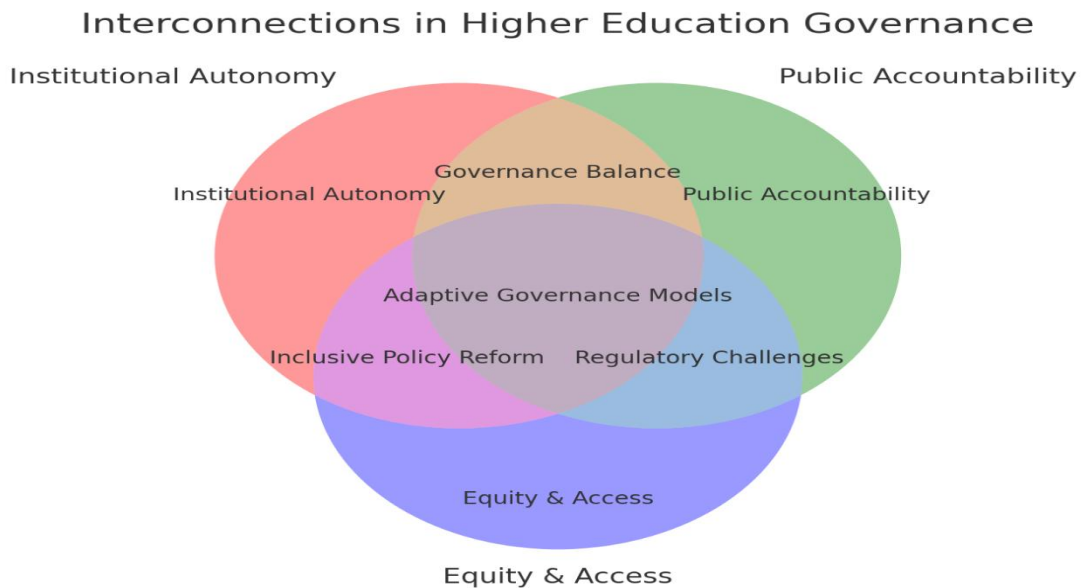 Interconnections in Higher Education Governance
Institutional Autonomy
Public Accountability
Governance Balance
Institutional Autonomy
Public Accountability
Adaptive Governance Models
Inclusive Policy Reform
Regulatory Challenges
Equity & Access
Equity & Access